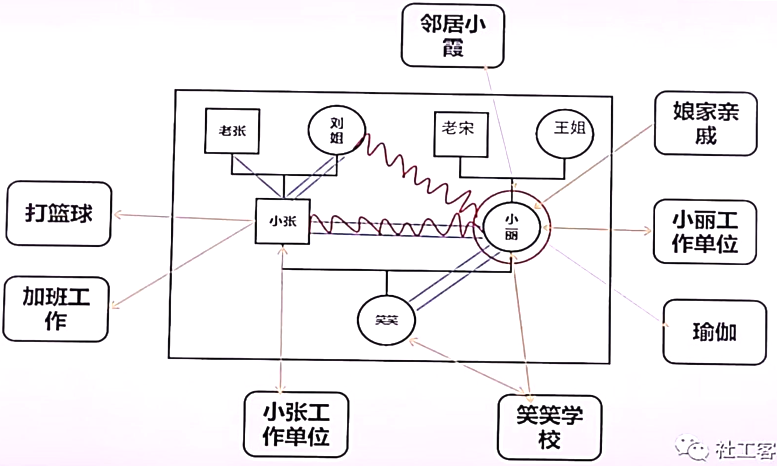 邻居小
霞
娘家亲
戚
老张
刘
姐
老宋
王姐
打篮球
小张
小
丽
小丽工
作单位
加班工
作
笑笑
瑜伽
小张工
作单位
笑笑学
校
社工客